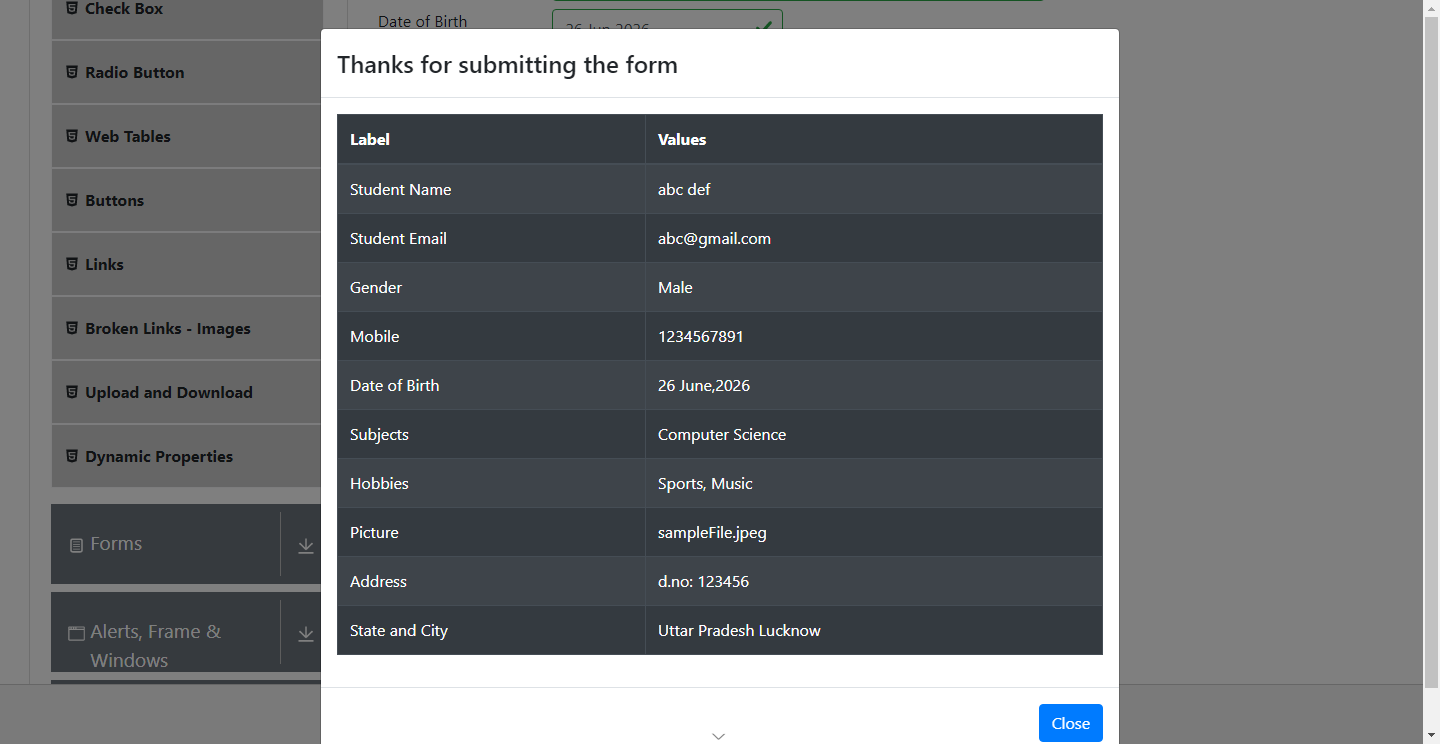 Check Box
Radio Button
Web Tables
Buttons
Links
Broken Links - Images
Upload and Download
Dynamic Properties
Forms
Alerts, Frame &
Windows
Date of Birth
26 Jun 2026
Thanks for submitting the form
Label Values
Student Name abc def
Student Email abc@gmail.com
Gender Male
Mobile 1234567891
Date of Birth 26 June,2026
Subjects Computer Science
Hobbies Sports, Music
Picture sampleFile.jpeg
Address d.no: 123456
State and City Uttar Pradesh Lucknow
Close